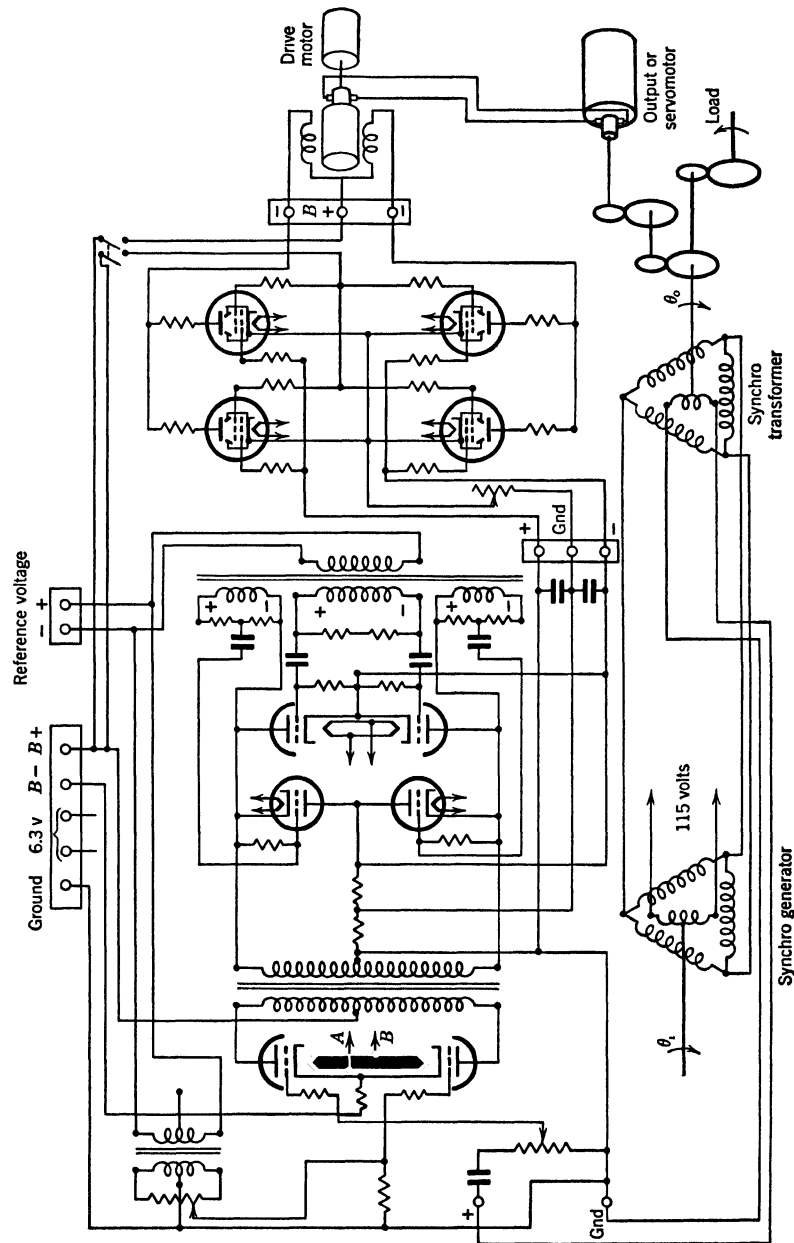 Ground 6.3 v B− B+
Reference voltage
− +
Drive
motor
− B + −
Output or
servomotor
Load
θo
A
B
+ −
+ −
+ −
+ Gnd −
+
Gnd
θi
115 volts
Synchro generator
Synchro
transformer